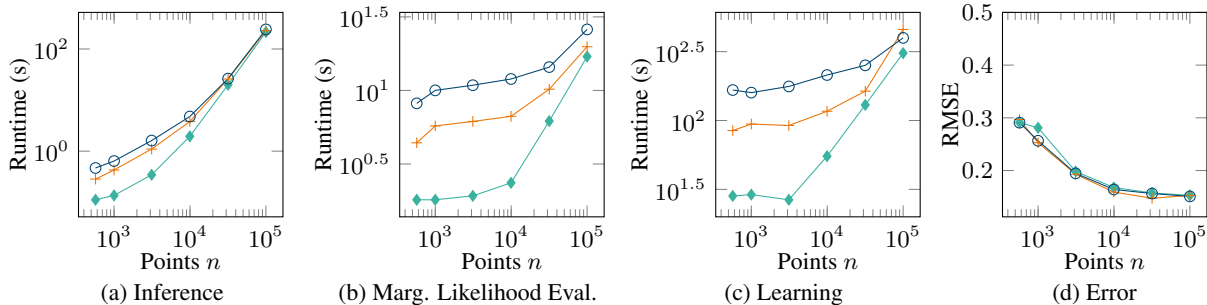 Runtime (s)
10^2
10^0
10^3
10^4
10^5
Points n
(a) Inference
Runtime (s)
10^1.5
10^1
10^0.5
10^3
10^4
10^5
Points n
(b) Marg. Likelihood Eval.
Runtime (s)
10^2.5
10^2
10^1.5
10^3
10^4
10^5
Points n
(c) Learning
RMSE
0.5
0.4
0.3
0.2
10^3
10^4
10^5
Points n
(d) Error